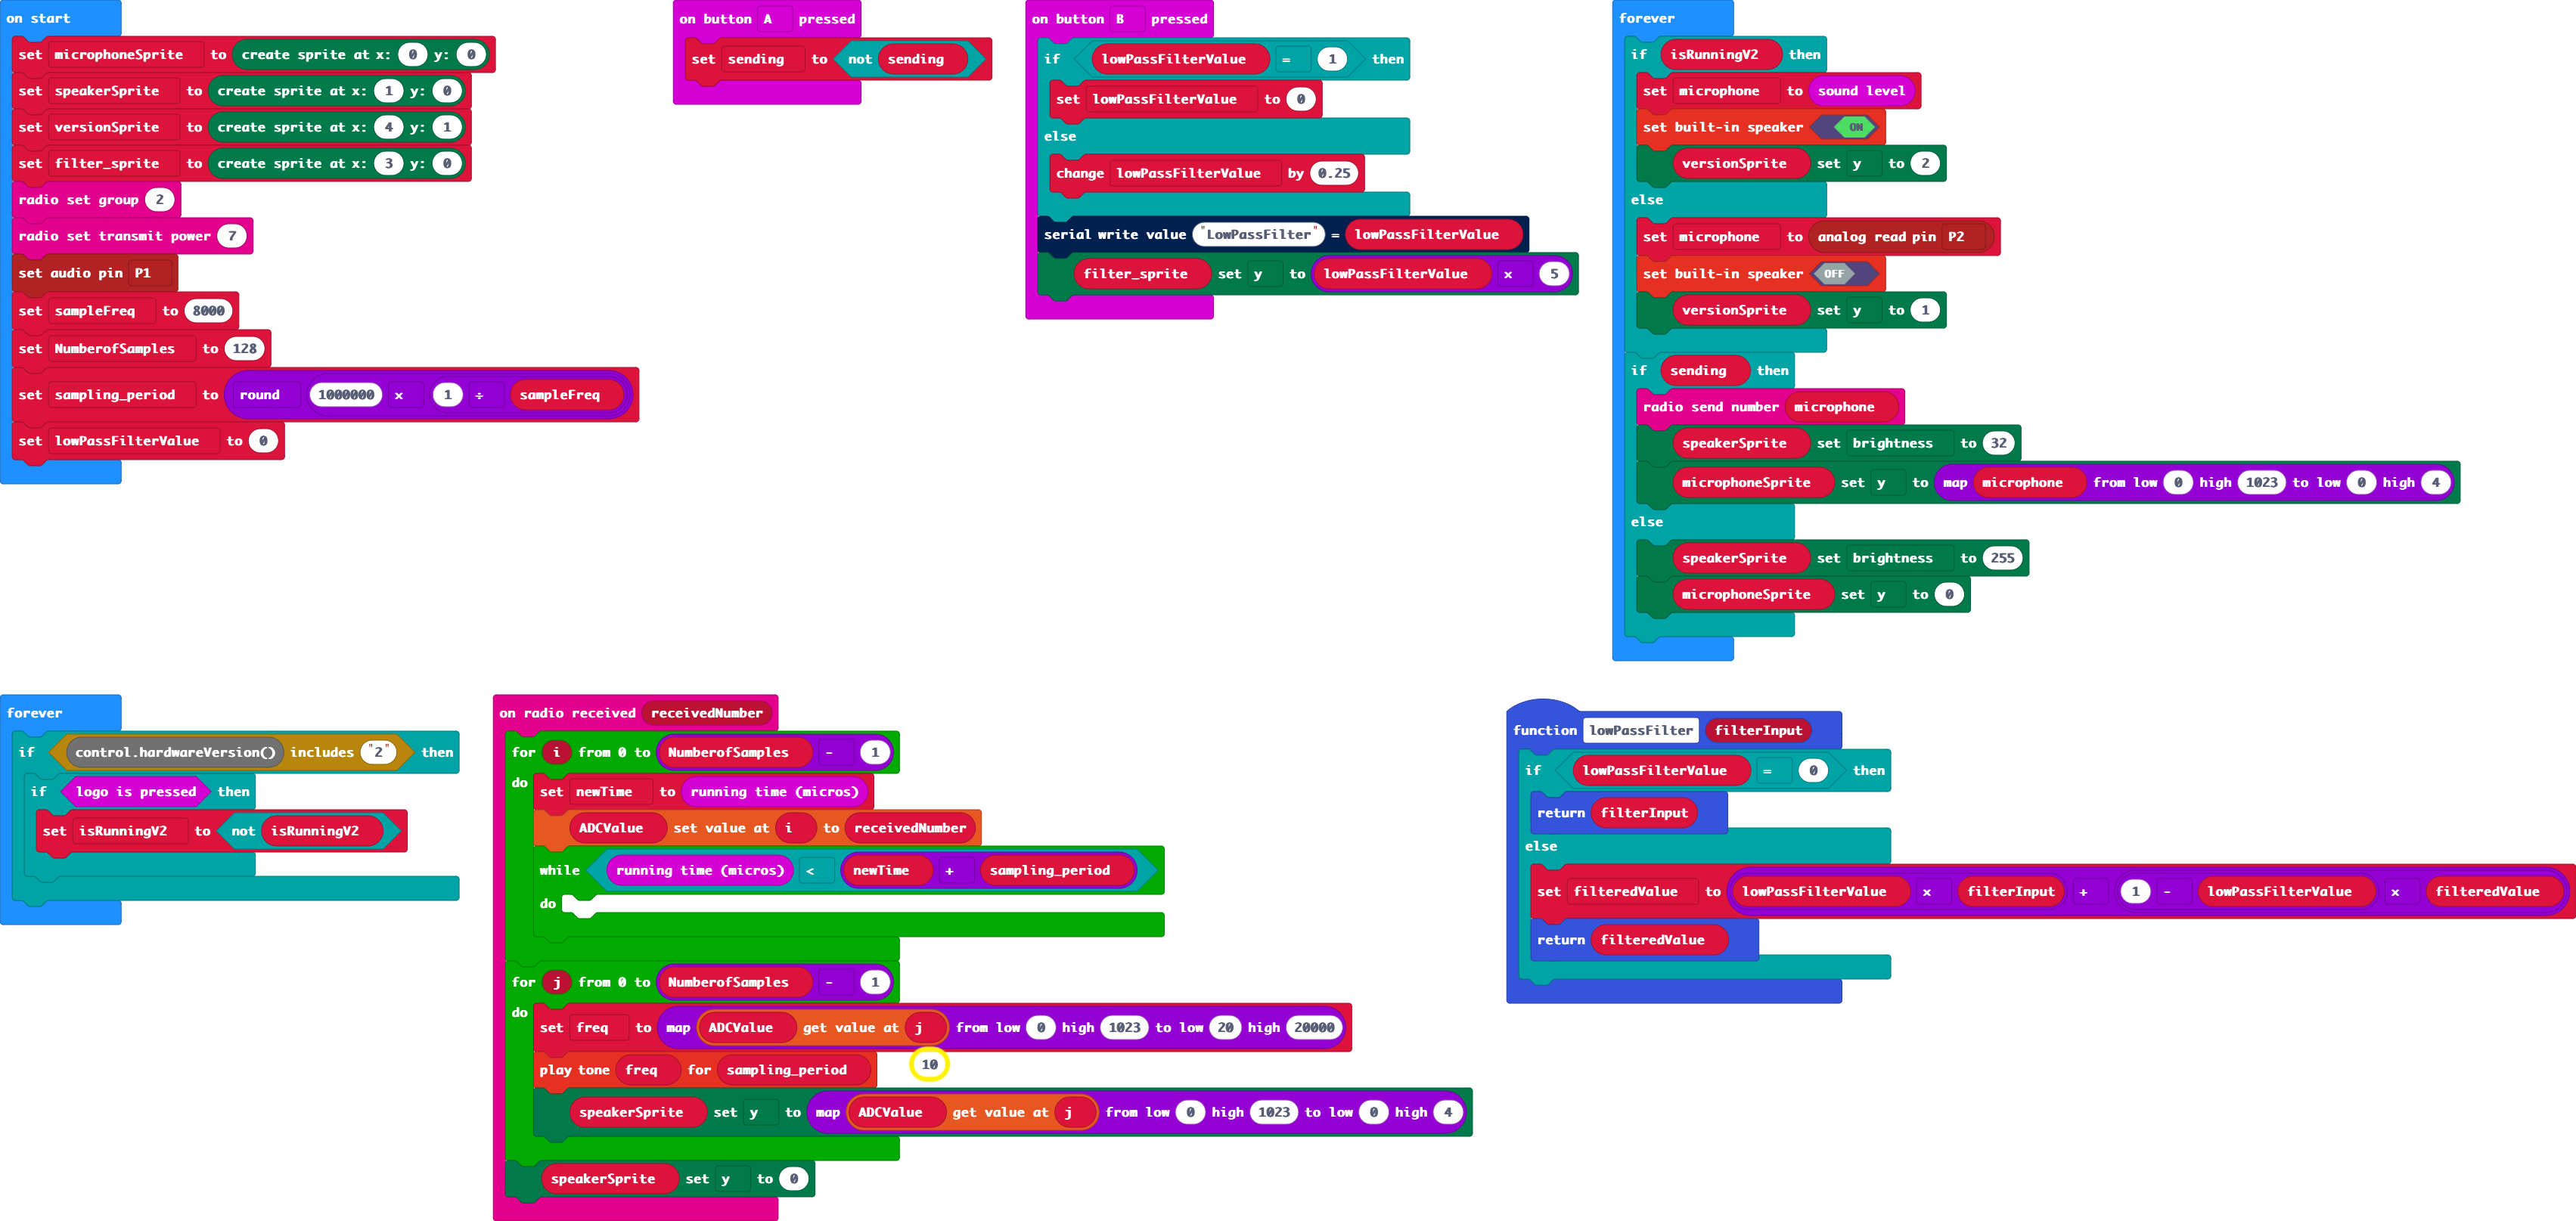 on start
set microphoneSprite to create sprite at x: 0 y: 0
set speakerSprite to create sprite at x: 1 y: 0
set versionSprite to create sprite at x: 4 y: 1
set filter_sprite to create sprite at x: 3 y: 0
radio set group 2
radio set transmit power 7
set audio pin P1
set sampleFreq to 8000
set NumberofSamples to 128
set sampling_period to round 1000000 × 1 ÷ sampleFreq
set lowPassFilterValue to 0
on button A pressed
set sending to not sending
on button B pressed
if lowPassFilterValue = 1 then
set lowPassFilterValue to 0
else
change lowPassFilterValue by 0.25
serial write value "LowPassFilter" = lowPassFilterValue
filter_sprite set y to lowPassFilterValue × 5
forever
if isRunningV2 then
set microphone to sound level
set built-in speaker ON
versionSprite set y to 2
else
set microphone to analog read pin P2
set built-in speaker OFF
versionSprite set y to 1
if sending then
radio send number microphone
speakerSprite set brightness to 32
microphoneSprite set y to map microphone from low 0 high 1023 to low 0 high 4
else
speakerSprite set brightness to 255
microphoneSprite set y to 0
forever
if control.hardwareVersion() includes "2" then
if logo is pressed then
set isRunningV2 to not isRunningV2
on radio received receivedNumber
for i from 0 to NumberofSamples - 1
do
set newTime to running time (micros)
ADCValue set value at i to receivedNumber
while running time (micros) < newTime + sampling_period
do
for j from 0 to NumberofSamples - 1
do
set freq to map ADCValue get value at j from low 0 high 1023 to low 20 high 20000
play tone freq for sampling_period
10
speakerSprite set y to map ADCValue get value at j from low 0 high 1023 to low 0 high 4
speakerSprite set y to 0
function lowPassFilter filterInput
if lowPassFilterValue = 0 then
return filterInput
else
set filteredValue to lowPassFilterValue × filterInput + 1 - lowPassFilterValue × filteredValue
return filteredValue